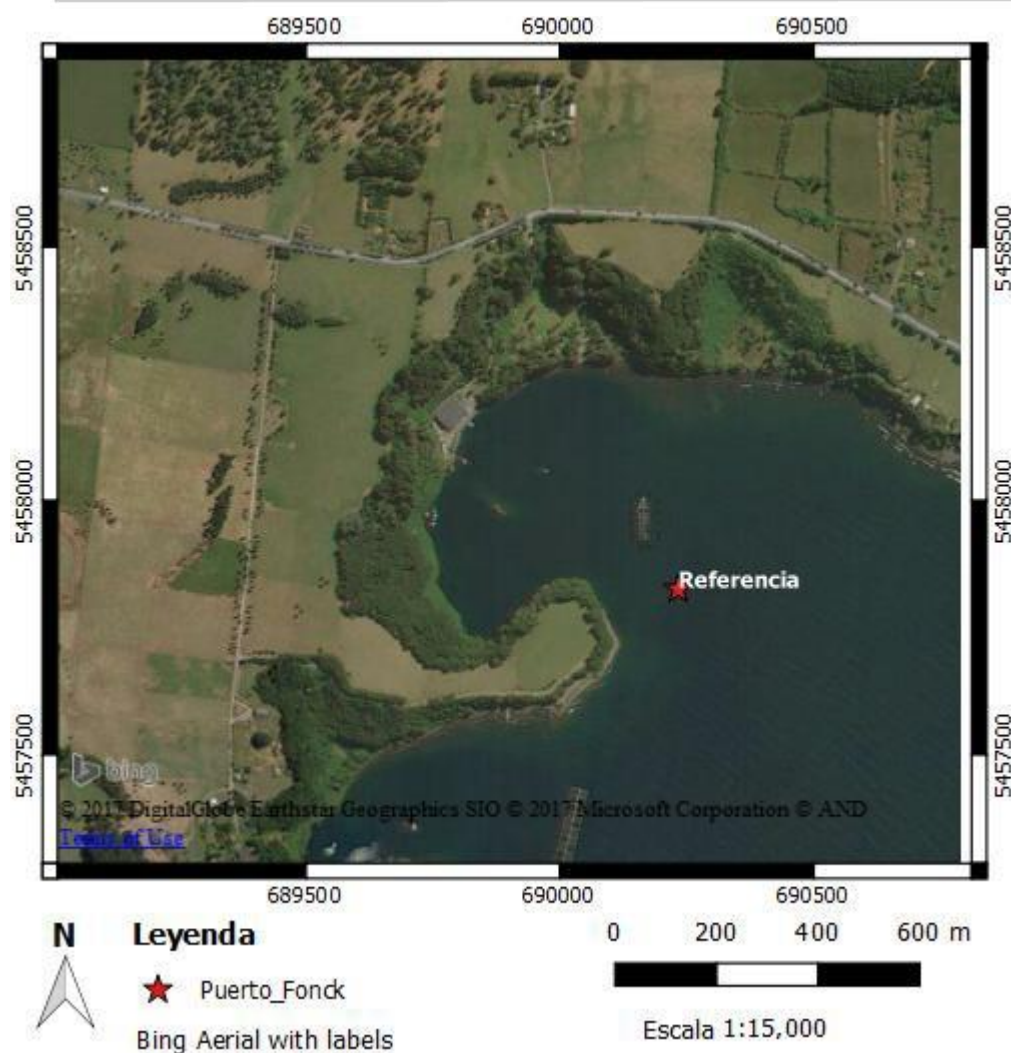 689500 690000 690500
5458500 5458500
Referencia
5458000 5458000
5457500 5457500
bing
© 2017 DigitalGlobe Earthstar Geographics SIO © 2017 Microsoft Corporation © AND
Terms of Use
689500 690000 690500
N Leyenda
0 200 400 600 m
Puerto_Fonck
Escala 1:15,000
Bing Aerial with labels